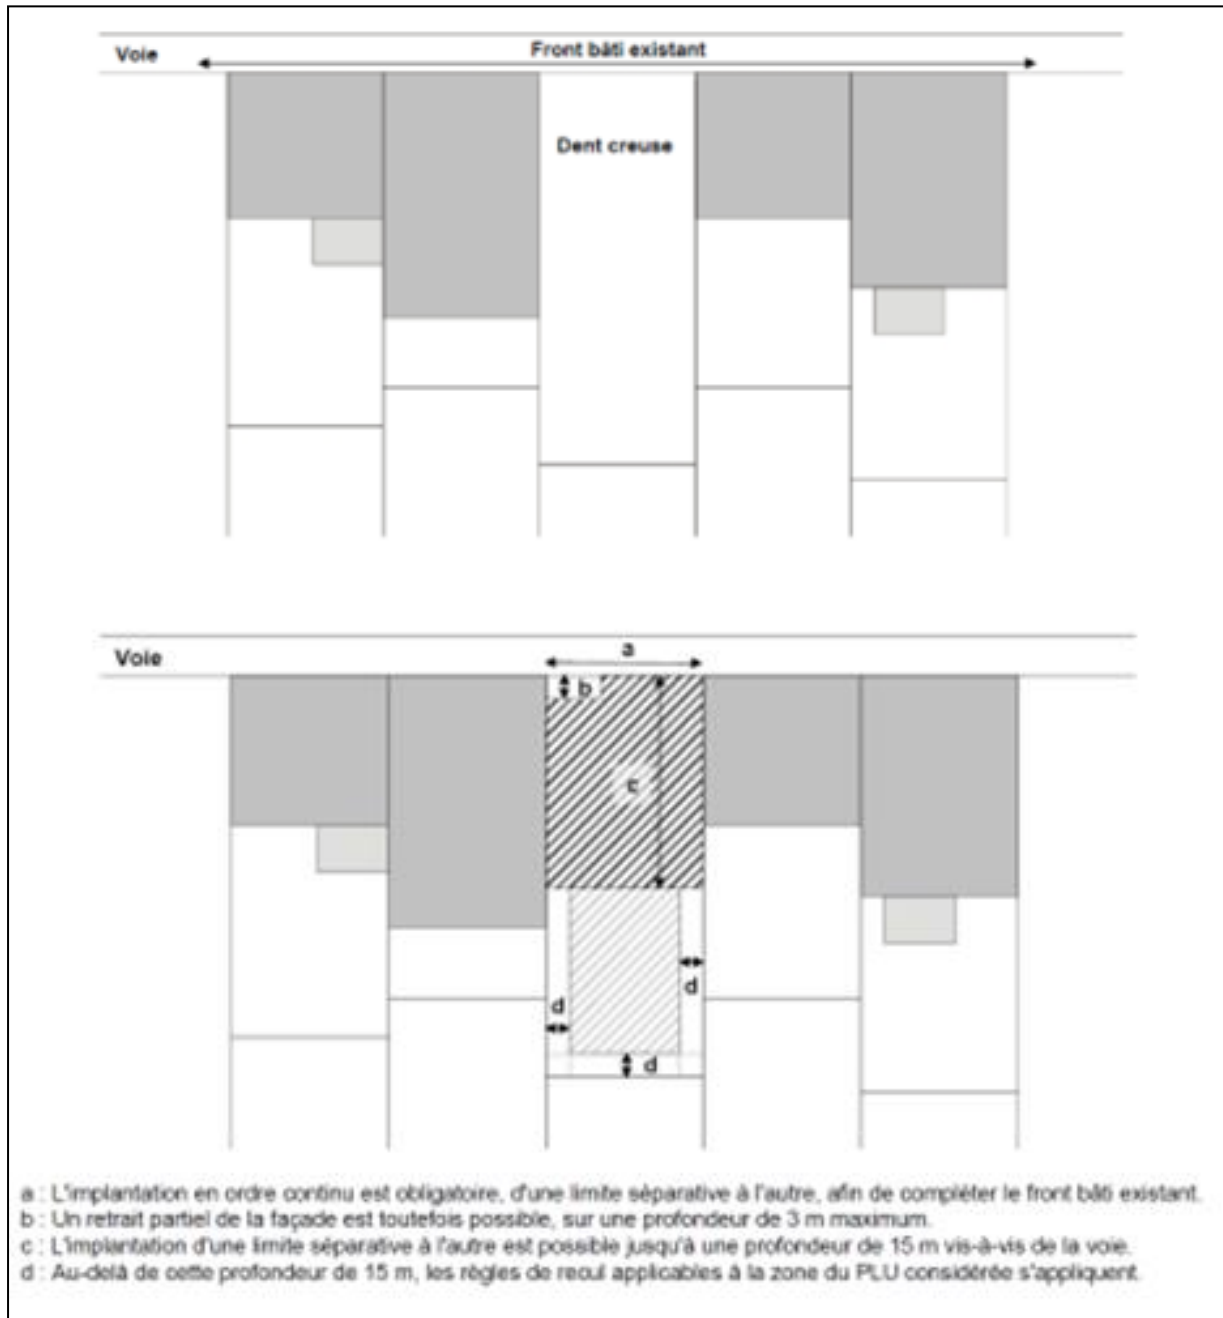 Voie
Front bâti existant
Dent creuse
Voie
a
b
c
d
d
d
a : L'implantation en ordre continu est obligatoire, d'une limite séparative à l'autre, afin de compléter le front bâti existant.
b : Un retrait partiel de la façade est toutefois possible, sur une profondeur de 3 m maximum.
c : L'implantation d'une limite séparative à l'autre est possible jusqu'à une profondeur de 15 m vis-à-vis de la voie.
d : Au-delà de cette profondeur de 15 m, les règles de recul applicables à la zone du PLU considérée s'appliquent.